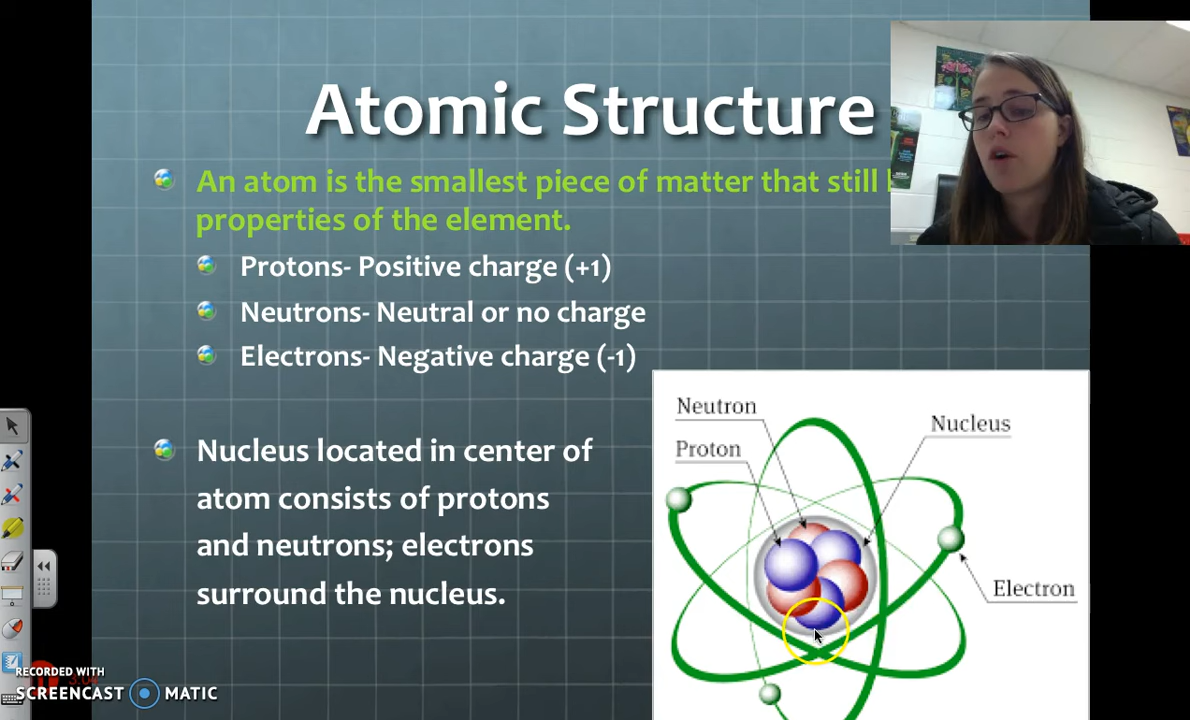 Atomic Structure
An atom is the smallest piece of matter that still
properties of the element.
Protons- Positive charge (+1)
Neutrons- Neutral or no charge
Electrons- Negative charge (-1)
Nucleus located in center of
atom consists of protons
and neutrons; electrons
surround the nucleus.
Neutron
Proton
Nucleus
Electron
RECORDED WITH
SCREENCAST MATIC